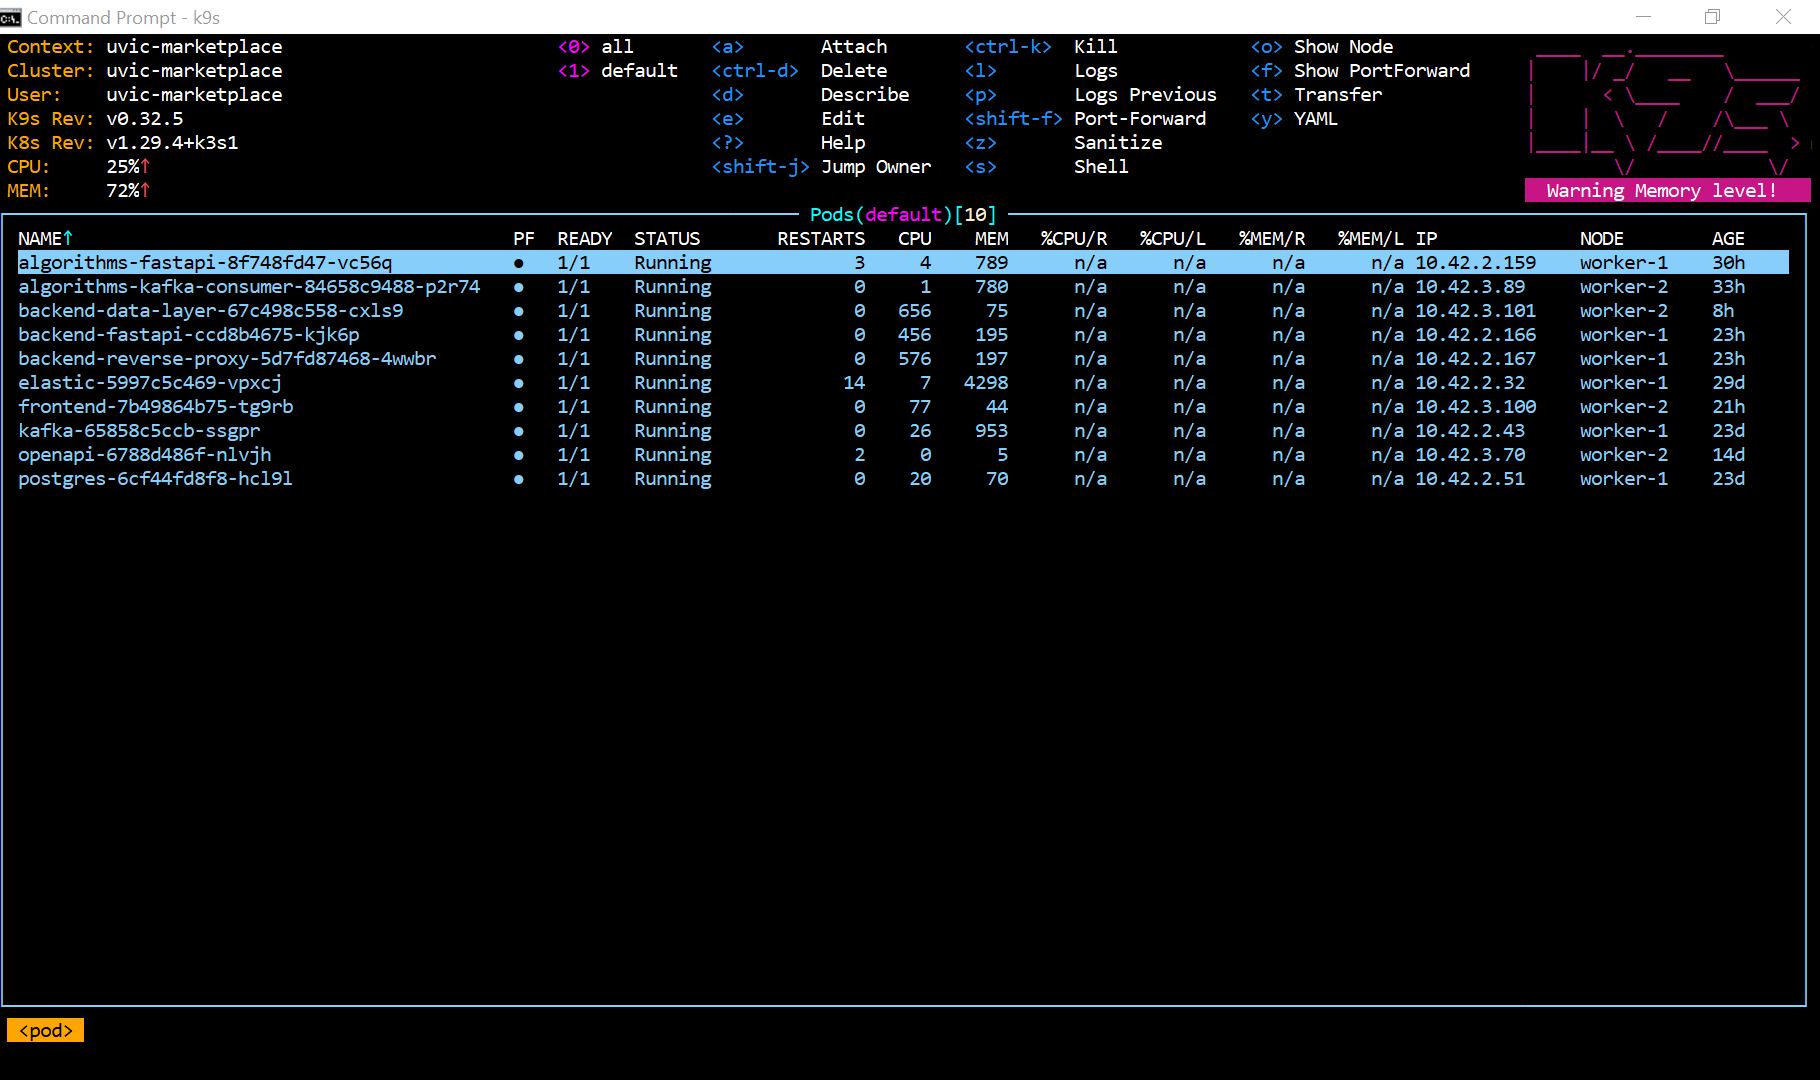 Command Prompt - k9s
Context: uvic-marketplace <0> all <a> Attach <ctrl-k> Kill <o> Show Node
Cluster: uvic-marketplace <1> default <ctrl-d> Delete <l> Logs <f> Show PortForward
User: uvic-marketplace <d> Describe <p> Logs Previous <t> Transfer
K9s Rev: v0.32.5 <e> Edit <shift-f> Port-Forward <y> YAML
K8s Rev: v1.29.4+k3s1 <?> Help <z> Sanitize
CPU: 25%↑ <shift-j> Jump Owner <s> Shell
MEM: 72%↑
K9s
Warning Memory level!
Pods(default)[10]
NAME↑ PF READY STATUS RESTARTS CPU MEM %CPU/R %CPU/L %MEM/R %MEM/L IP NODE AGE
algorithms-fastapi-8f748fd47-vc56q ● 1/1 Running 3 4 789 n/a n/a n/a n/a 10.42.2.159 worker-1 30h
algorithms-kafka-consumer-84658c9488-p2r74 ● 1/1 Running 0 1 780 n/a n/a n/a n/a 10.42.3.89 worker-2 33h
backend-data-layer-67c498c558-cxls9 ● 1/1 Running 0 656 75 n/a n/a n/a n/a 10.42.3.101 worker-2 8h
backend-fastapi-ccd8b4675-kjk6p ● 1/1 Running 0 456 195 n/a n/a n/a n/a 10.42.2.166 worker-1 23h
backend-reverse-proxy-5d7fd87468-4wwbr ● 1/1 Running 0 576 197 n/a n/a n/a n/a 10.42.2.167 worker-1 23h
elastic-5997c5c469-vpxcj ● 1/1 Running 14 7 4298 n/a n/a n/a n/a 10.42.2.32 worker-1 29d
frontend-7b49864b75-tg9rb ● 1/1 Running 0 77 44 n/a n/a n/a n/a 10.42.3.100 worker-2 21h
kafka-65858c5ccb-ssgpr ● 1/1 Running 0 26 953 n/a n/a n/a n/a 10.42.2.43 worker-1 23d
openapi-6788d486f-nlvjh ● 1/1 Running 2 0 5 n/a n/a n/a n/a 10.42.3.70 worker-2 14d
postgres-6cf44fd8f8-hcl9l ● 1/1 Running 0 20 70 n/a n/a n/a n/a 10.42.2.51 worker-1 23d
<pod>